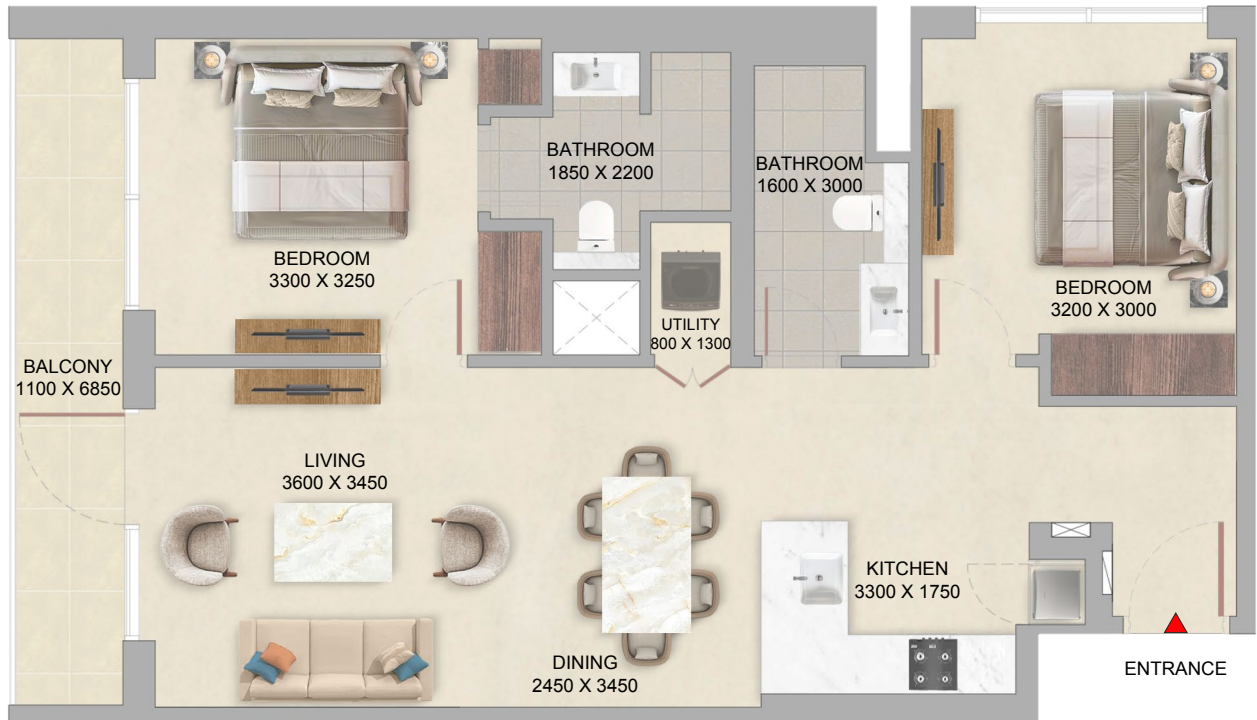 BATHROOM
1850 X 2200
BATHROOM
1600 X 3000
BEDROOM
3300 X 3250
BEDROOM
3200 X 3000
UTILITY
800 X 1300
BALCONY
1100 X 6850
LIVING
3600 X 3450
KITCHEN
3300 X 1750
DINING
2450 X 3450
ENTRANCE